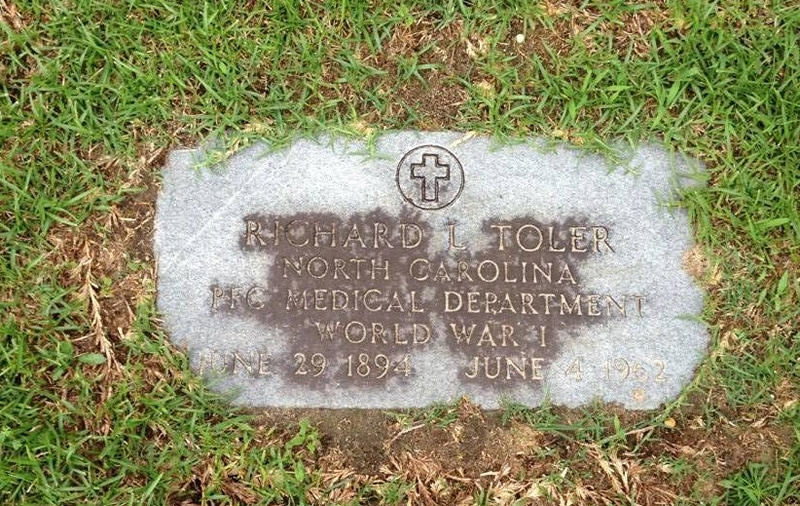 RICHARD L TOLER
NORTH CAROLINA
PFC MEDICAL DEPARTMENT
WORLD WAR I
JUNE 29 1894 JUNE 4 1962